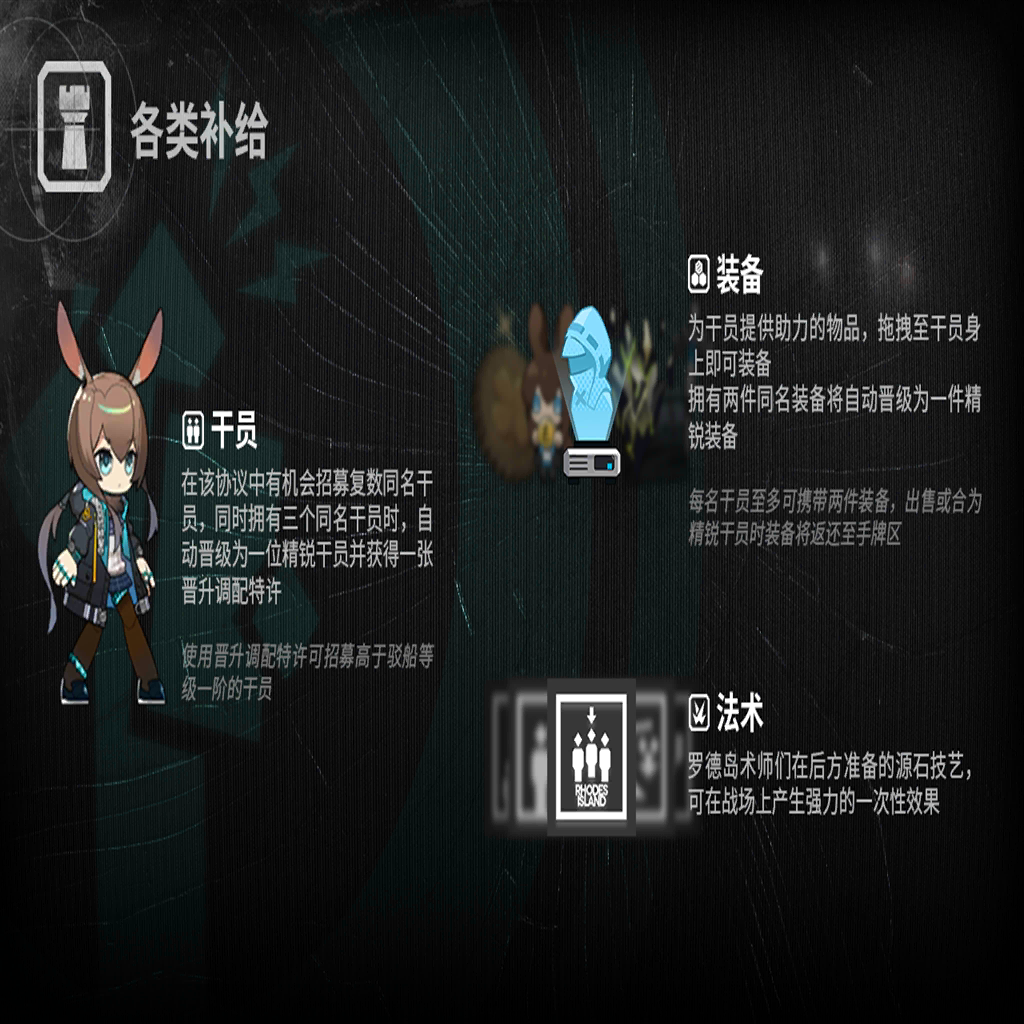 各类补给
干员
在该协议中有机会招募复数同名干
员，同时拥有三个同名干员时，自
动晋级为一位精锐干员并获得一张
晋升调配特许
使用晋升调配特许可招募高于驳船等
级一阶的干员
装备
为干员提供助力的物品，拖拽至干员身
上即可装备
拥有两件同名装备将自动晋级为一件精
锐装备
每名干员至多可携带两件装备，出售或合为
精锐干员时装备将返还至手牌区
RHODES
ISLAND
法术
罗德岛术师们在后方准备的源石技艺，
可在战场上产生强力的一次性效果